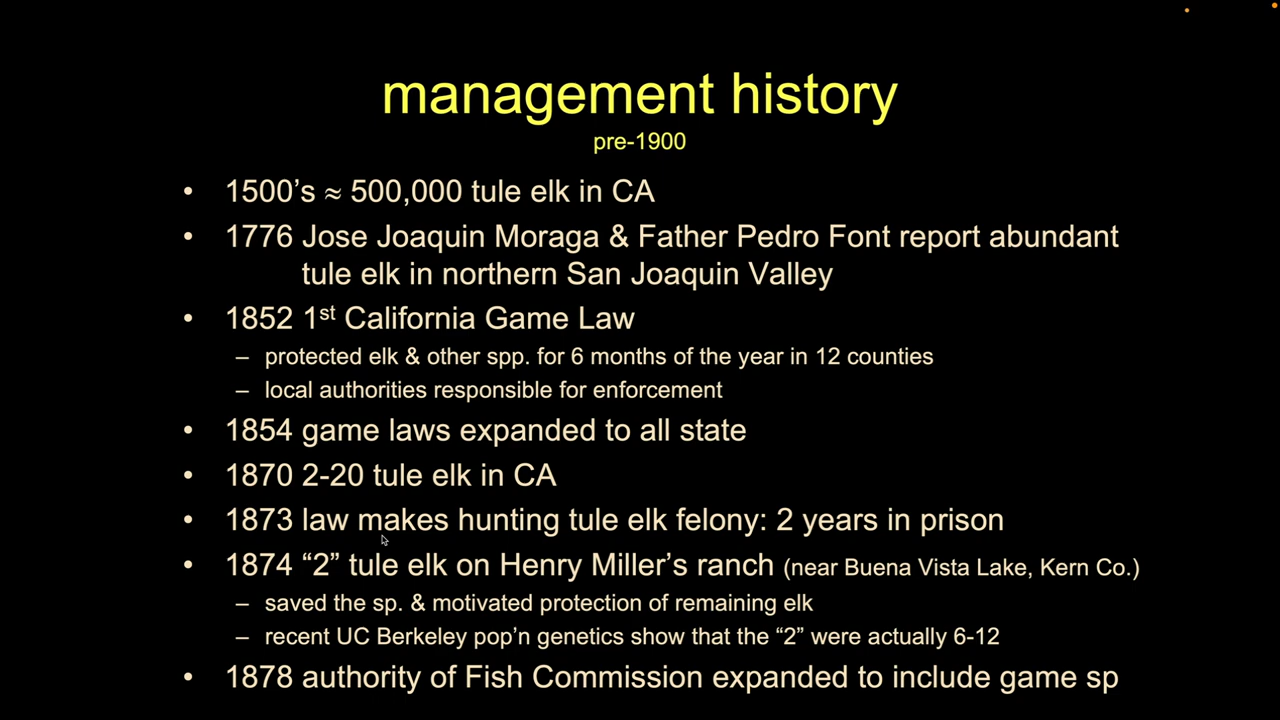 management history
pre-1900
• 1500’s ≈ 500,000 tule elk in CA
• 1776 Jose Joaquin Moraga & Father Pedro Font report abundant
tule elk in northern San Joaquin Valley
• 1852 1st California Game Law
– protected elk & other spp. for 6 months of the year in 12 counties
– local authorities responsible for enforcement
• 1854 game laws expanded to all state
• 1870 2-20 tule elk in CA
• 1873 law makes hunting tule elk felony: 2 years in prison
• 1874 “2” tule elk on Henry Miller’s ranch (near Buena Vista Lake, Kern Co.)
– saved the sp. & motivated protection of remaining elk
– recent UC Berkeley pop’n genetics show that the “2” were actually 6-12
• 1878 authority of Fish Commission expanded to include game sp